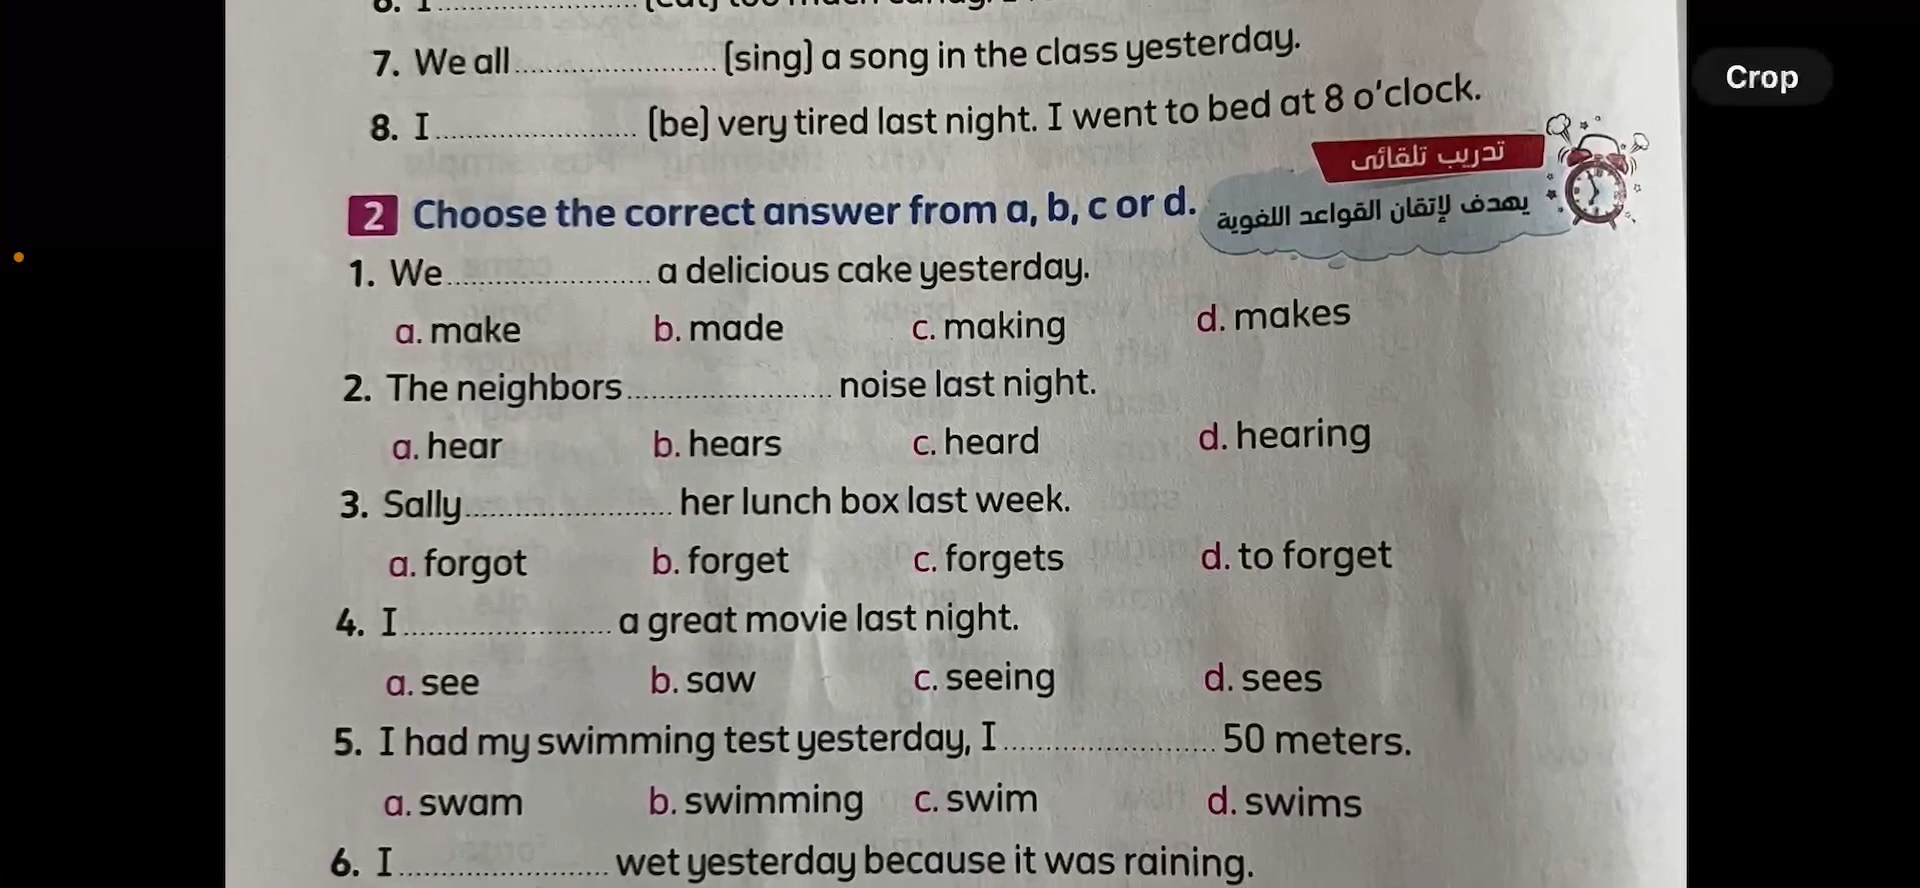 7. We all ..................... (sing) a song in the class yesterday.
8. I ..................... (be) very tired last night. I went to bed at 8 o'clock.
Crop
تدريب تلقائى
يهدف لإتقان القواعد اللغوية
2 Choose the correct answer from a, b, c or d.
1. We ..................... a delicious cake yesterday.
a. make b. made c. making d. makes
2. The neighbors ..................... noise last night.
a. hear b. hears c. heard d. hearing
3. Sally ..................... her lunch box last week.
a. forgot b. forget c. forgets d. to forget
4. I ..................... a great movie last night.
a. see b. saw c. seeing d. sees
5. I had my swimming test yesterday, I ..................... 50 meters.
a. swam b. swimming c. swim d. swims
6. I ..................... wet yesterday because it was raining.